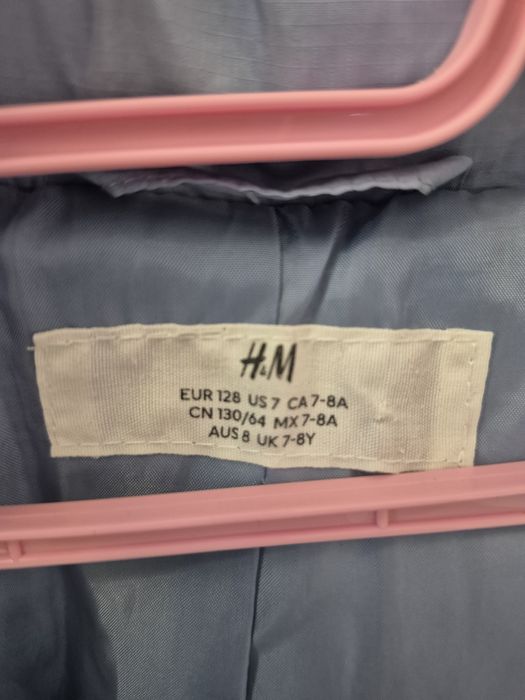 H&M
EUR 128 US 7 CA 7-8A
CN 130/64 MX 7-8A
AUS 8 UK 7-8Y